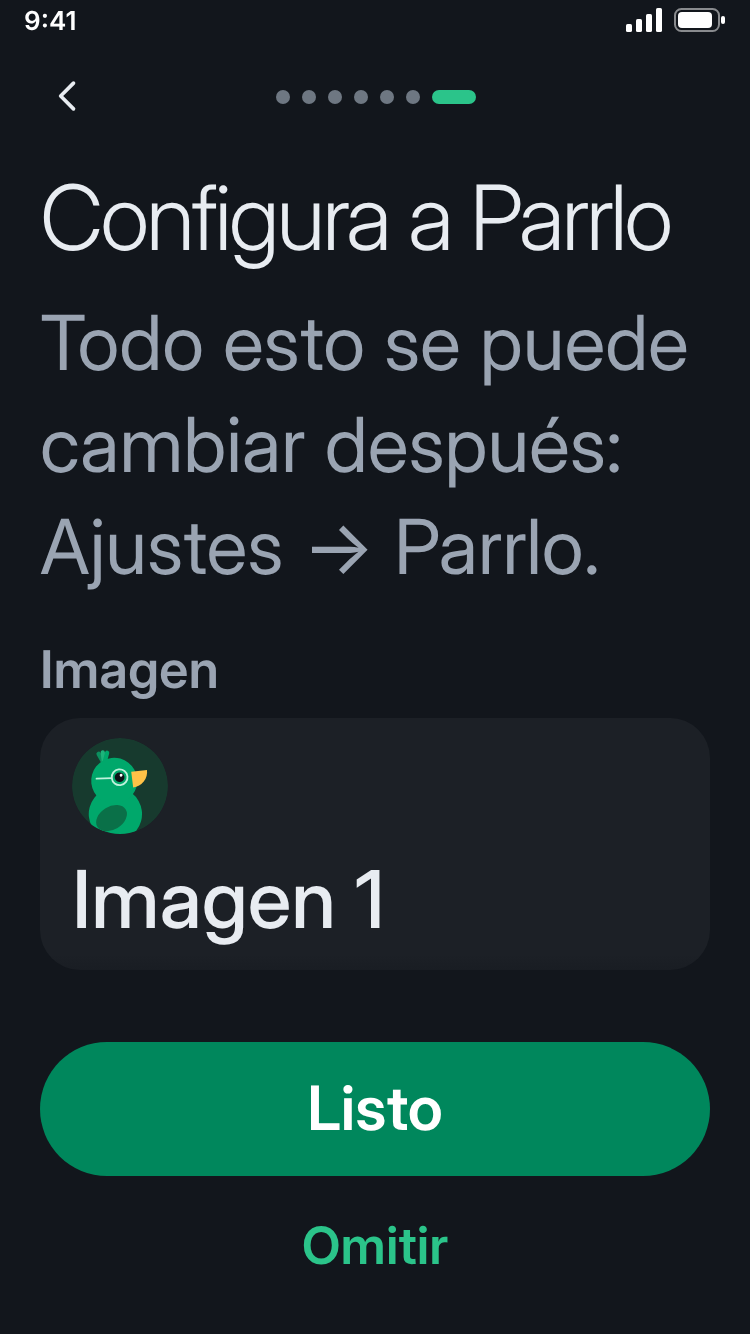 9:41
Configura a Parrlo
Todo esto se puede
cambiar después:
Ajustes → Parrlo.
Imagen
Imagen 1
Listo
Omitir